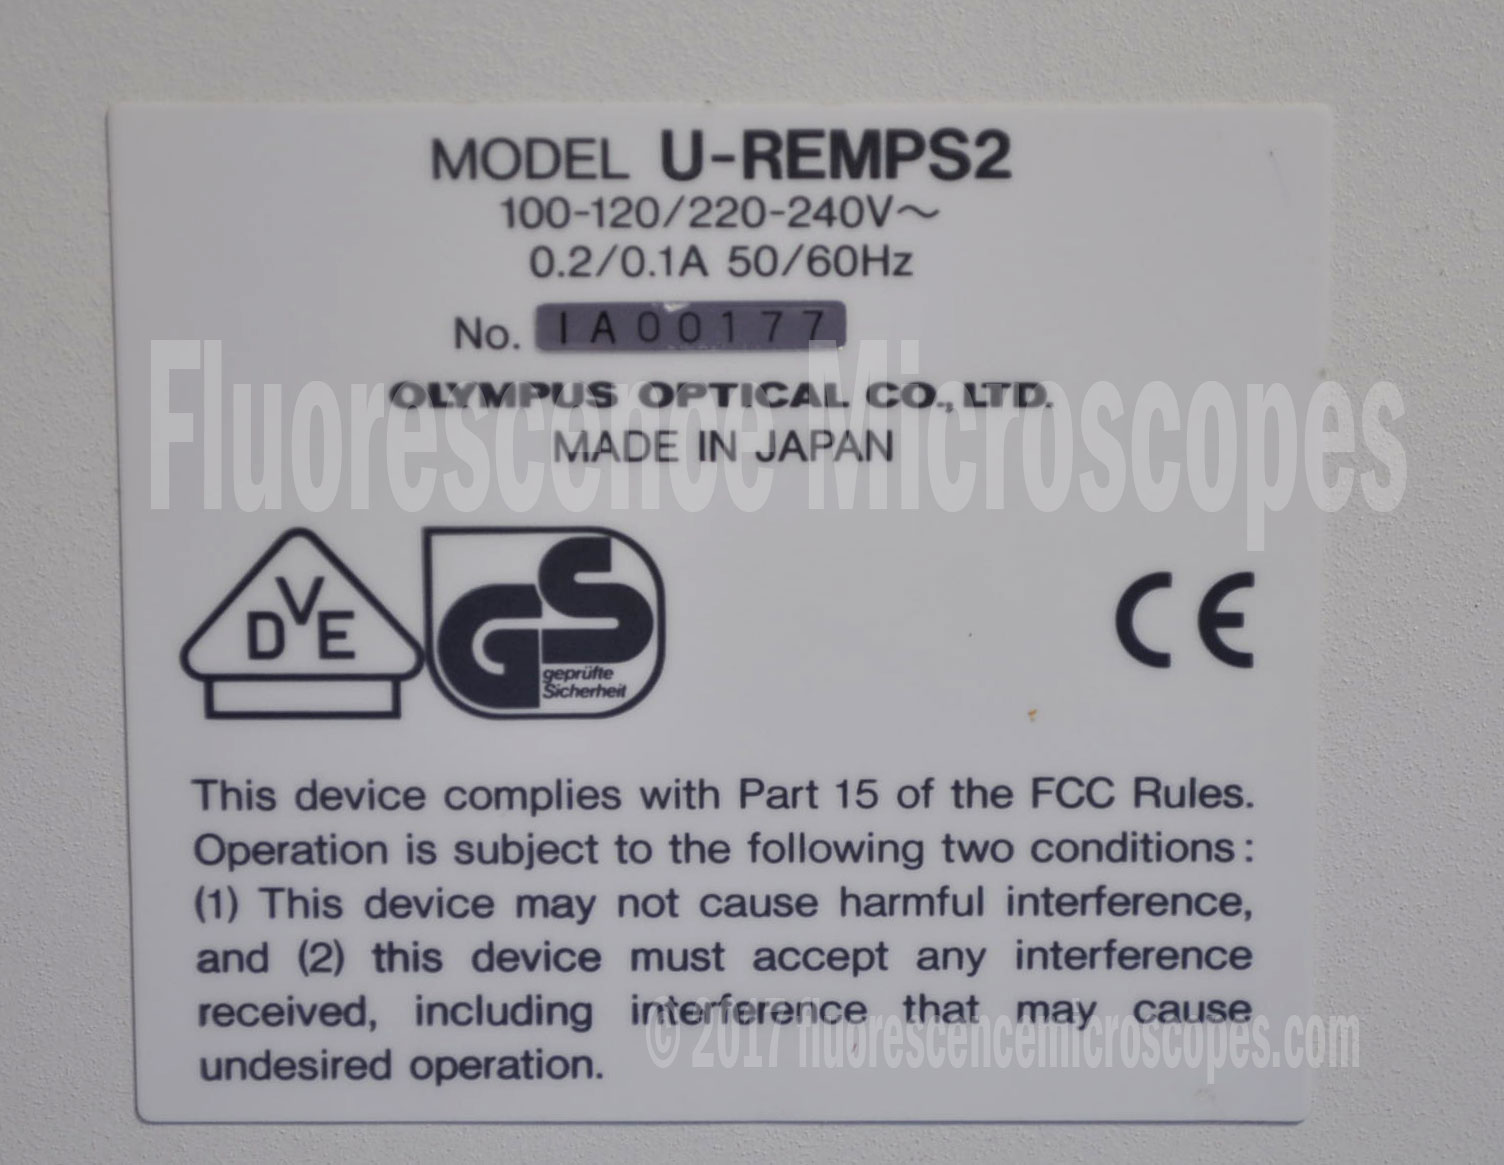 MODEL U-REMPS2
100-120/220-240V～
0.2/0.1A 50/60Hz
No. IA00177
Fluorescence Microscopes
OLYMPUS OPTICAL CO., LTD.
MADE IN JAPAN
DVE
GS
geprüfte
Sicherheit
CE
This device complies with Part 15 of the FCC Rules.
Operation is subject to the following two conditions:
(1) This device may not cause harmful interference,
and (2) this device must accept any interference
received, including interference that may cause
undesired operation.
© 2017 fluorescencemicroscopes.com